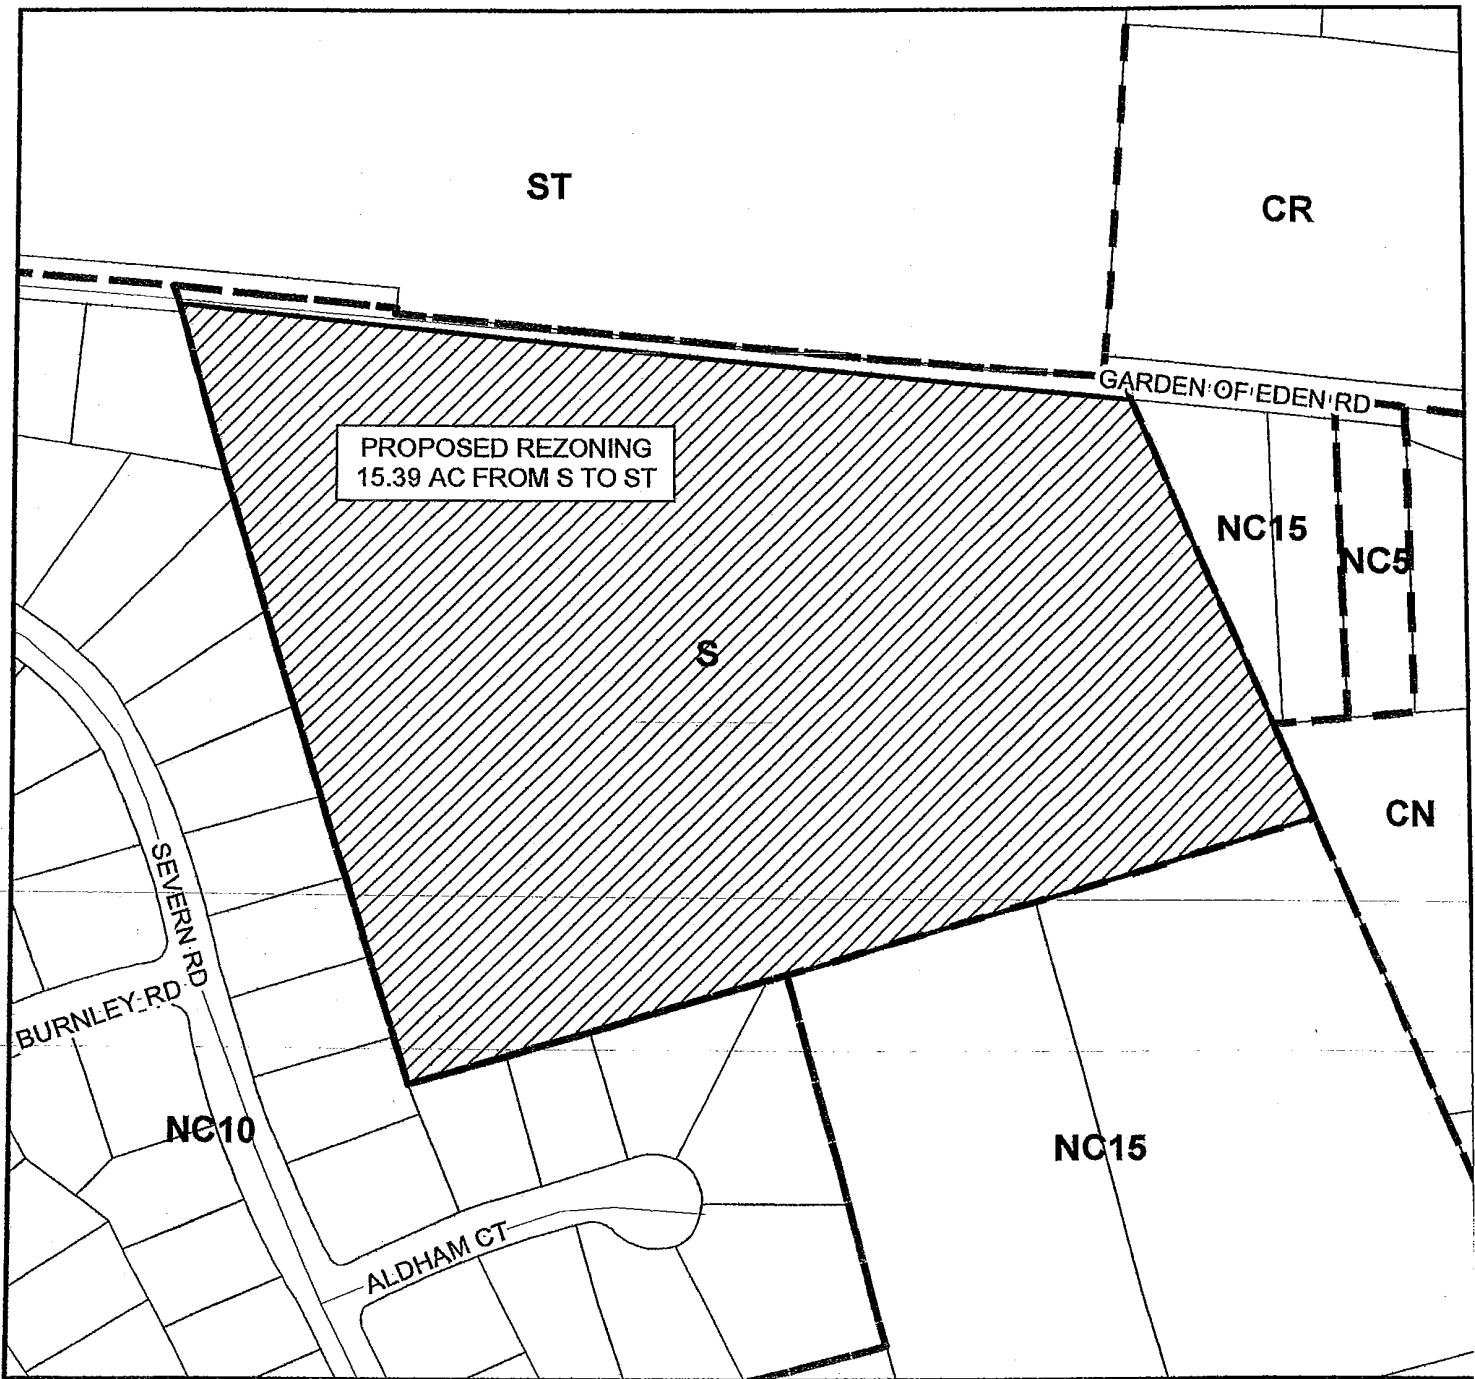 ST
CR
GARDEN OF EDEN RD
PROPOSED REZONING
15.39 AC FROM S TO ST
NC15
NC5
S
CN
SEVERN RD
BURNLEY RD
NC10
NC15
ALDHAM CT